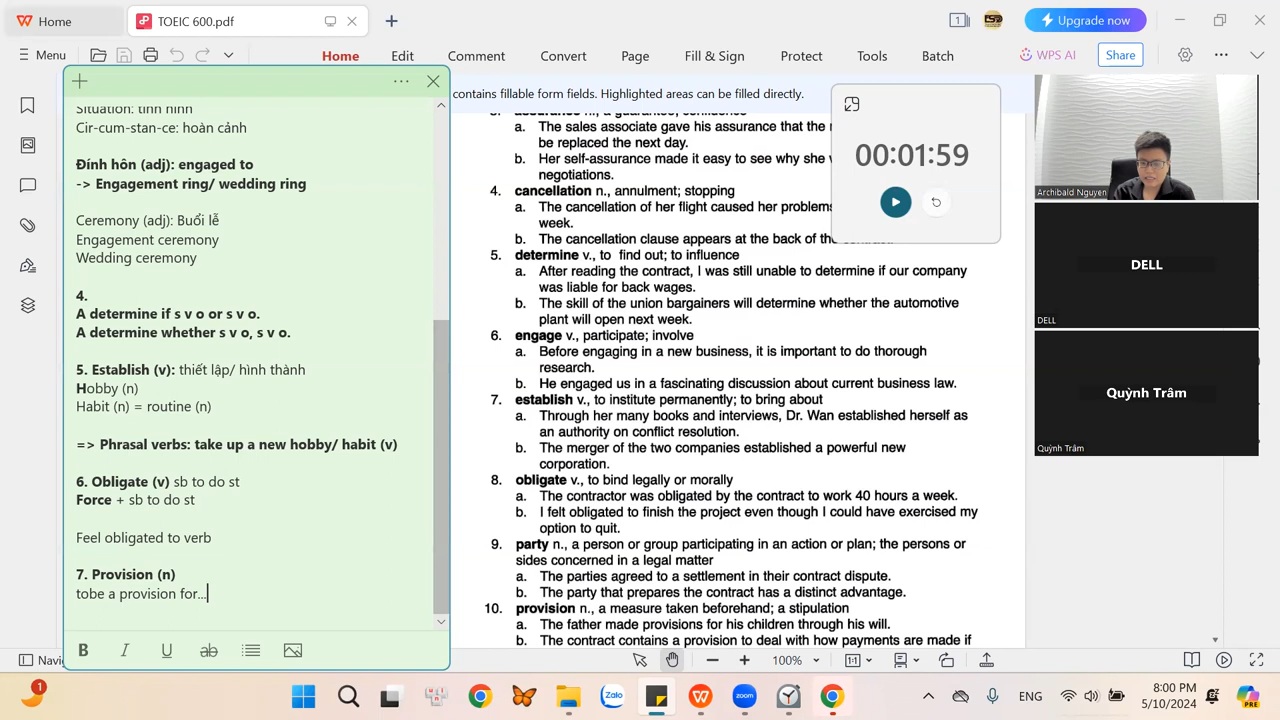 Home
TOEIC 600.pdf
1
Upgrade now
Menu
Home
Edit
Comment
Convert
Page
Fill & Sign
Protect
Tools
Batch
WPS AI
Share
contains fillable form fields. Highlighted areas can be filled directly.
Situation: tình hình
Cir-cum-stan-ce: hoàn cảnh
Đính hôn (adj): engaged to
-> Engagement ring/ wedding ring
Ceremony (adj): Buổi lễ
Engagement ceremony
Wedding ceremony
4.
A determine if s v o or s v o.
A determine whether s v o, s v o.
5. Establish (v): thiết lập/ hình thành
Hobby (n)
Habit (n) = routine (n)
=> Phrasal verbs: take up a new hobby/ habit (v)
6. Obligate (v) sb to do st
Force + sb to do st
Feel obligated to verb
7. Provision (n)
tobe a provision for...
B I U ab
3. assurance n., a guarantee; confidence
a. The sales associate gave his assurance that the
be replaced the next day.
b. Her self-assurance made it easy to see why she
negotiations.
4. cancellation n., annulment; stopping
a. The cancellation of her flight caused her problems
week.
b. The cancellation clause appears at the back of the contract.
5. determine v., to find out; to influence
a. After reading the contract, I was still unable to determine if our company
was liable for back wages.
b. The skill of the union bargainers will determine whether the automotive
plant will open next week.
6. engage v., participate; involve
a. Before engaging in a new business, it is important to do thorough
research.
b. He engaged us in a fascinating discussion about current business law.
7. establish v., to institute permanently; to bring about
a. Through her many books and interviews, Dr. Wan established herself as
an authority on conflict resolution.
b. The merger of the two companies established a powerful new
corporation.
8. obligate v., to bind legally or morally
a. The contractor was obligated by the contract to work 40 hours a week.
b. I felt obligated to finish the project even though I could have exercised my
option to quit.
9. party n., a person or group participating in an action or plan; the persons or
sides concerned in a legal matter
a. The parties agreed to a settlement in their contract dispute.
b. The party that prepares the contract has a distinct advantage.
10. provision n., a measure taken beforehand; a stipulation
a. The father made provisions for his children through his will.
b. The contract contains a provision to deal with how payments are made if
00:01:59
Archibald Nguyen
DELL
DELL
Quỳnh Trâm
Quỳnh Trâm
Navi
100%
1:1
1
Zalo
zoom
ENG
8:00 PM
5/10/2024
PRE